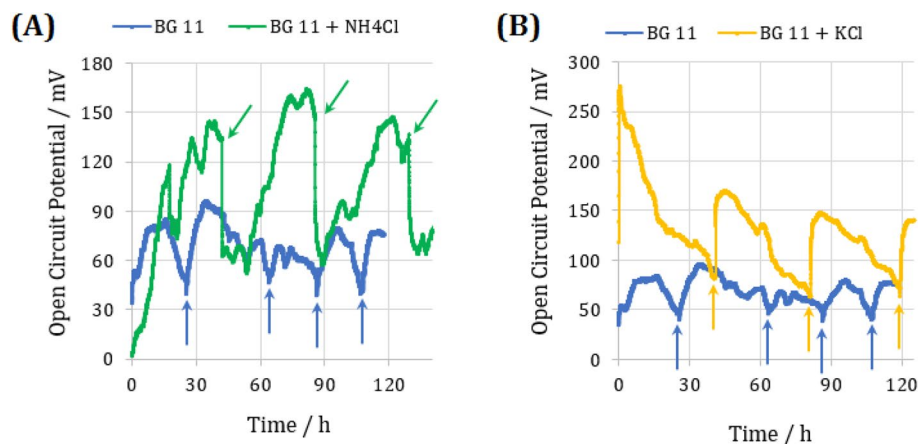 (A)
BG 11
BG 11 + NH4Cl
Open Circuit Potential / mV
180
150
120
90
60
30
0
0 30 60 90 120
Time / h
(B)
BG 11
BG 11 + KCl
Open Circuit Potential / mV
300
250
200
150
100
50
0
0 30 60 90 120
Time / h